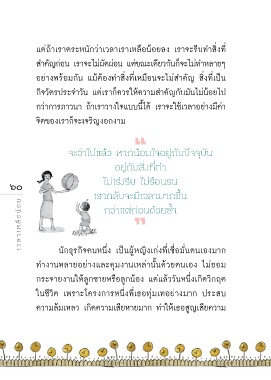 แต่ถ้าเราตระหนักว่าเวลาเราเหลือน้อยลง เราจะรีบทำสิ่งที่
สำคัญก่อน เราจะไม่ผัดผ่อน แต่ขณะเดียวกันก็จะไม่ทำหลายๆ
อย่างพร้อมกัน แม้ต้องทำสิ่งที่เหมือนจะไม่สำคัญ สิ่งที่เป็น
กิจวัตรประจำวัน แต่เราก็ควรให้ความสำคัญกับมันไม่น้อยไป
กว่าการภาวนา ถ้าเราวางใจแบบนี้ได้ เราจะใช้เวลาอย่างมีค่า
จิตของเราก็จะเจริญงอกงาม
จะว่าไปแล้ว หากน้อมใจอยู่กับปัจจุบัน
อยู่กับสิ่งที่ทำ
ไม่เร่งรีบ ไม่ร้อนรน
เรากลับจะมีเวลามากขึ้น
กว่าแต่ก่อนด้วยซ้ำ
๖๐
เวลาเหลือน้อย
นักธุรกิจคนหนึ่ง เป็นผู้หญิงเก่งที่เชื่อมั่นตนเองมาก
ทำงานหลายอย่างและคุมงานเหล่านั้นด้วยตนเอง ไม่ยอม
กระจายงานให้ลูกชายหรือลูกน้อง แต่แล้ววันหนึ่งเกิดวิกฤต
ในชีวิต เพราะโครงการหนึ่งที่เธอทุ่มเทอย่างมาก ประสบ
ความล้มเหลว เกิดความเสียหายมาก ทำให้เธอสูญเสียความ